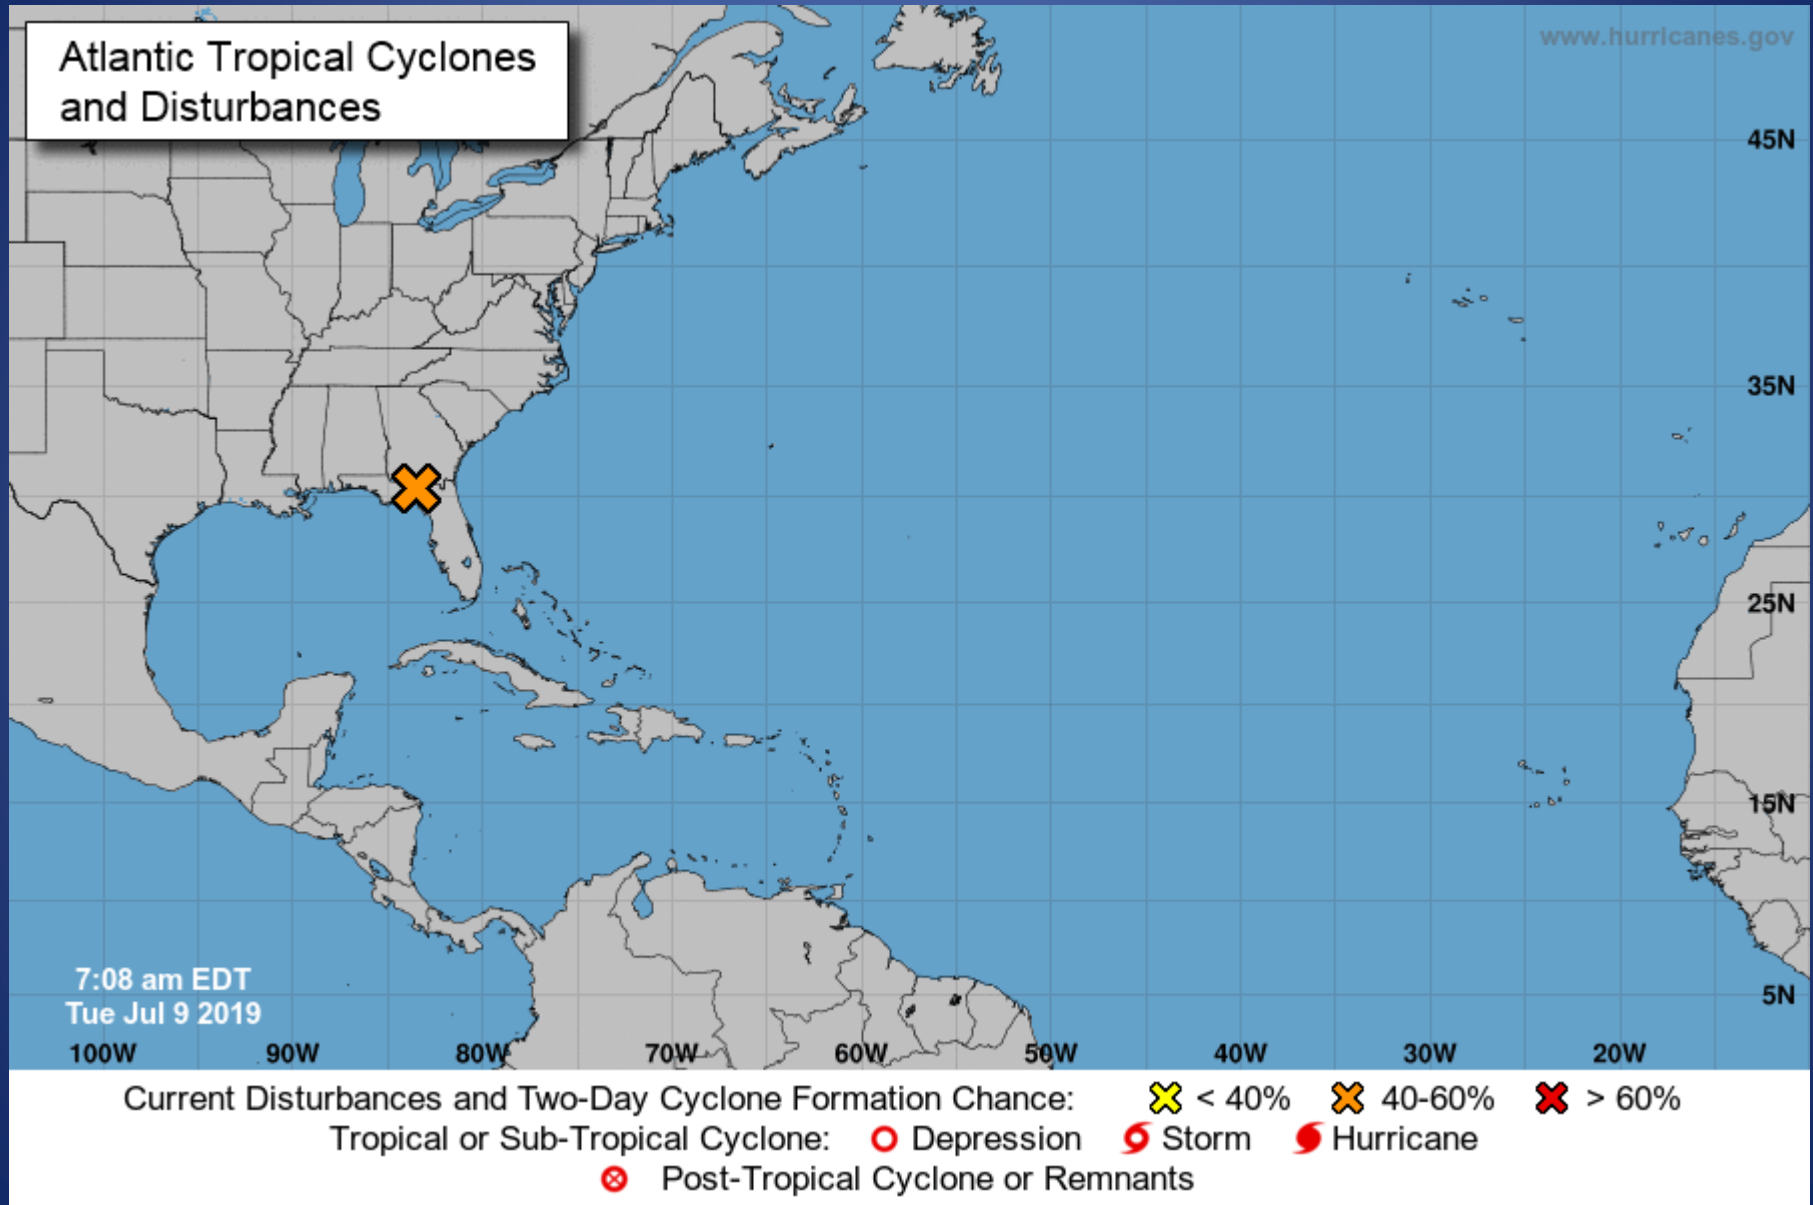 Atlantic Tropical Cyclones
and Disturbances
www.hurricanes.gov
45N
35N
25N
15N
5N
7:08 am EDT
Tue Jul 9 2019
100W 90W 80W 70W 60W 50W 40W 30W 20W
Current Disturbances and Two-Day Cyclone Formation Chance: < 40% 40-60% > 60%
Tropical or Sub-Tropical Cyclone: Depression Storm Hurricane
Post-Tropical Cyclone or Remnants